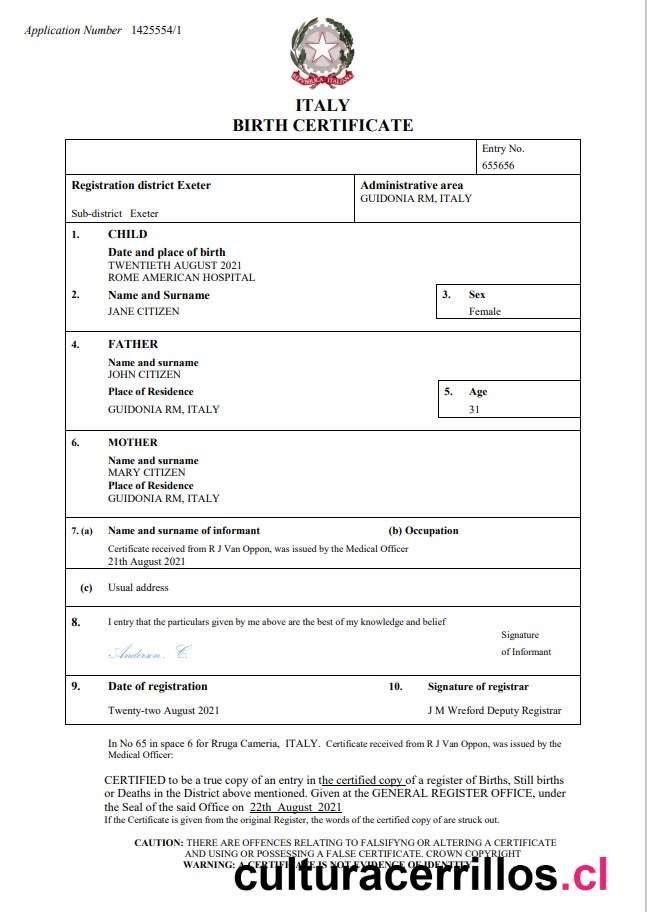 Application Number 1425554/1
REPVBBLICA ITALIANA
ITALY
BIRTH CERTIFICATE
Entry No.
655656
Registration district Exeter
Administrative area
GUIDONIA RM, ITALY
Sub-district Exeter
1. CHILD
Date and place of birth
TWENTIETH AUGUST 2021
ROME AMERICAN HOSPITAL
2. Name and Surname
3. Sex
JANE CITIZEN
Female
4. FATHER
Name and surname
JOHN CITIZEN
Place of Residence
5. Age
GUIDONIA RM, ITALY
31
6. MOTHER
Name and surname
MARY CITIZEN
Place of Residence
GUIDONIA RM, ITALY
7. (a) Name and surname of informant (b) Occupation
Certificate received from R J Van Oppon, was issued by the Medical Officer
21th August 2021
(c) Usual address
8. I entry that the particulars given by me above are the best of my knowledge and belief
Signature
Anderson. C
of Informant
9. Date of registration 10. Signature of registrar
Twenty-two August 2021 J M Wreford Deputy Registrar
In No 65 in space 6 for Rruga Cameria, ITALY. Certificate received from R J Van Oppon, was issued by the
Medical Officer:
CERTIFIED to be a true copy of an entry in the certified copy of a register of Births, Still births
or Deaths in the District above mentioned. Given at the GENERAL REGISTER OFFICE, under
the Seal of the said Office on 22th August 2021
If the Certificate is given from the original Register, the words of the certified copy of are struck out.
CAUTION: THERE ARE OFFENCES RELATING TO FALSIFYNG OR ALTERING A CERTIFICATE
AND USING OR POSSESSING A FALSE CERTIFICATE. CROWN COPYRIGHT
WARNING: A CERTIFICATE IS NOT EVIDENCE OF IDENTITY
culturacerrillos.cl